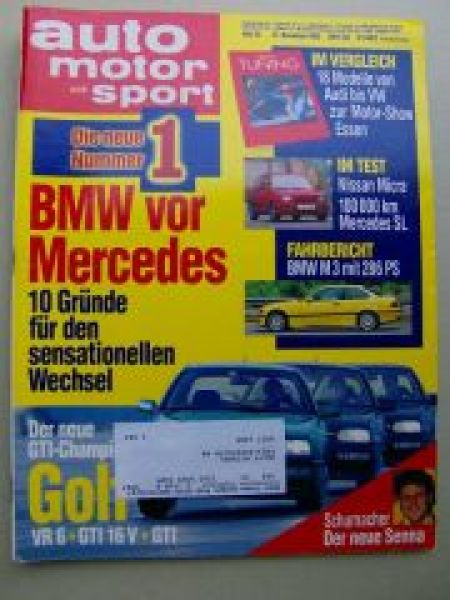 auto
motor
und
sport
Die neue
Nummer 1
BMW vor
Mercedes
10 Gründe
für den
sensationellen
Wechsel
TUNING
IM VERGLEICH
18 Modelle von
Audi bis VW
zur Motor-Show
Essen
IM TEST
Nissan Micra
100 000 km
Mercedes SL
FAHRBERICHT
BMW M 3 mit 286 PS
Der neue
GTI-Champi
Golf
VR 6 · GTI 16 V · GTI
Schumacher
Der neue Senna